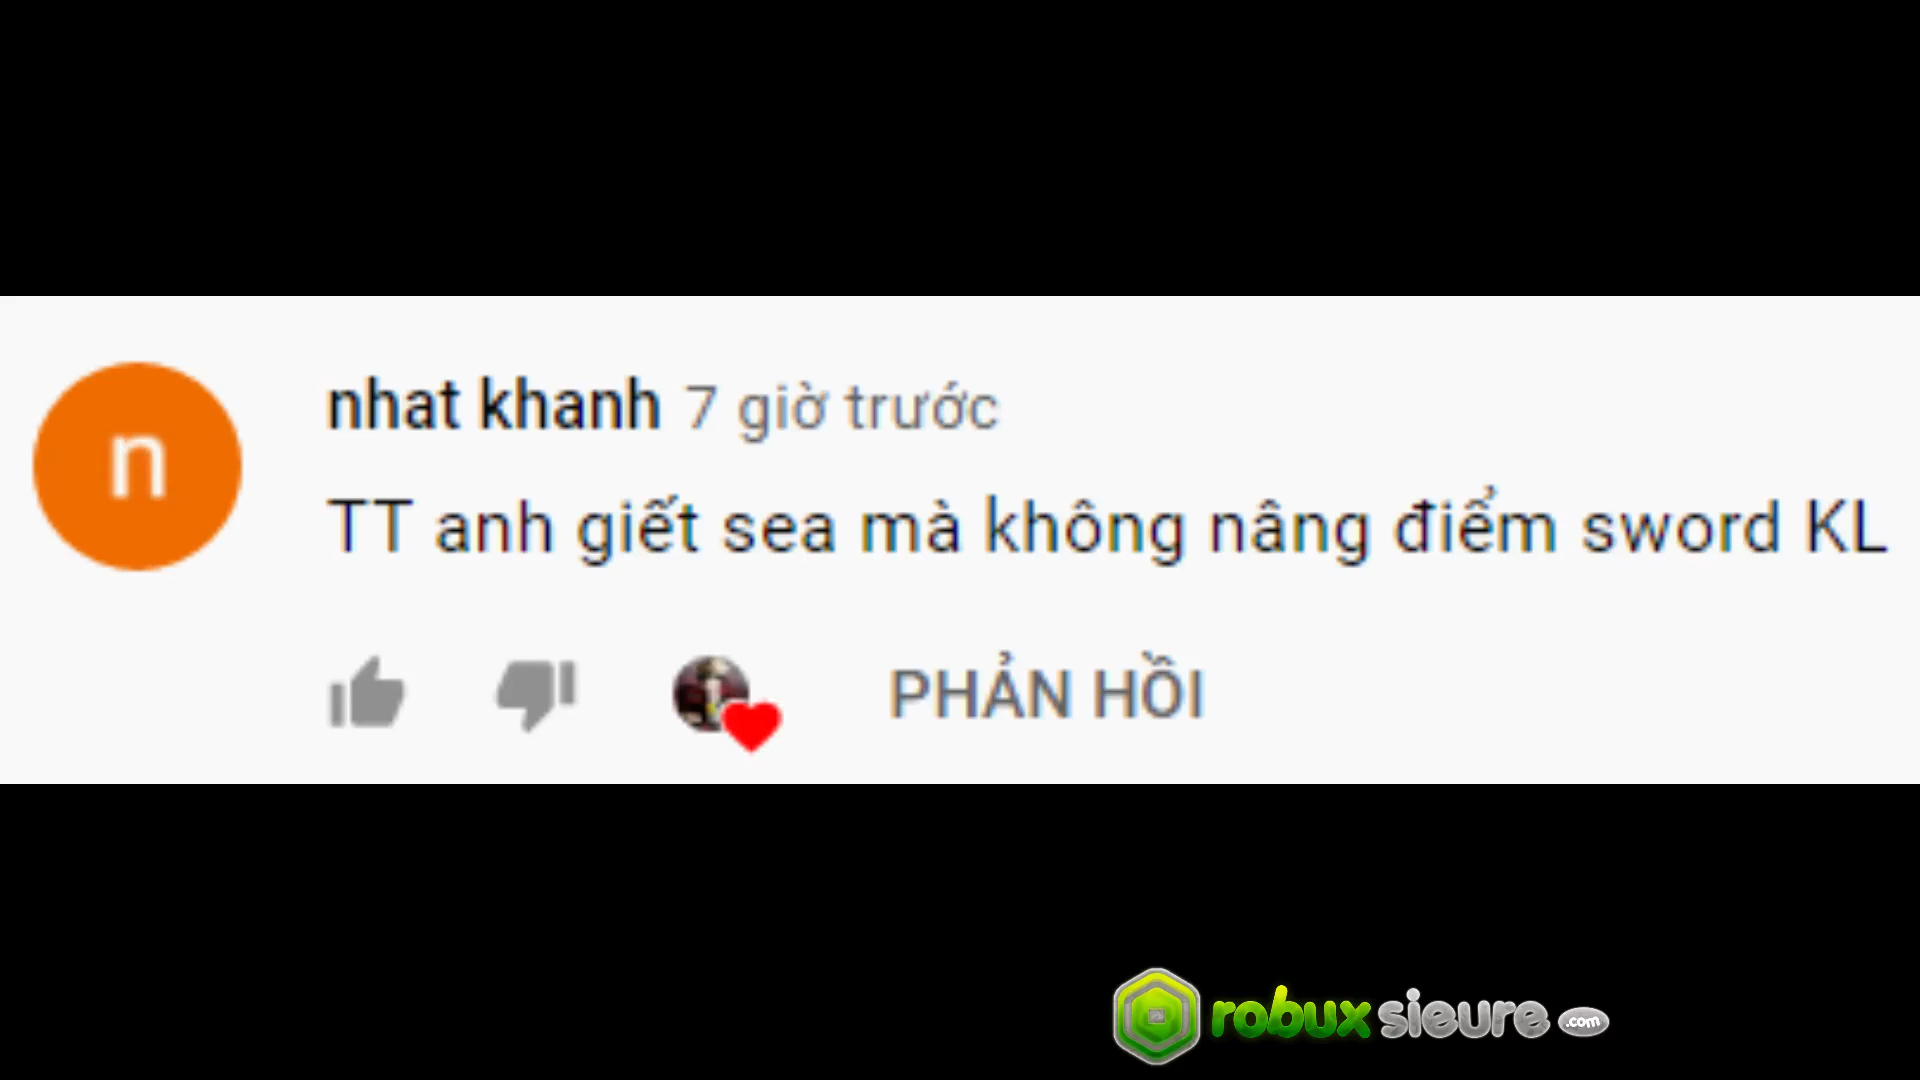 n
nhat khanh 7 giờ trước
TT anh giết sea mà không nâng điểm sword KL
PHẢN HỒI
robuxsieure.com